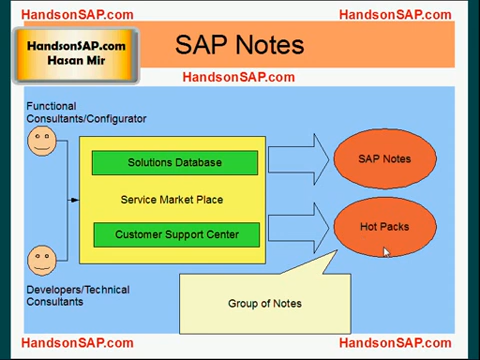 HandsonSAP.com
HandsonSAP.com
HandsonSAP.com
Hasan Mir
SAP Notes
HandsonSAP.com
Functional
Consultants/Configurator
Solutions Database
SAP Notes
Service Market Place
Customer Support Center
Hot Packs
Developers/Technical
Consultants
Group of Notes
HandsonSAP.com
HandsonSAP.com